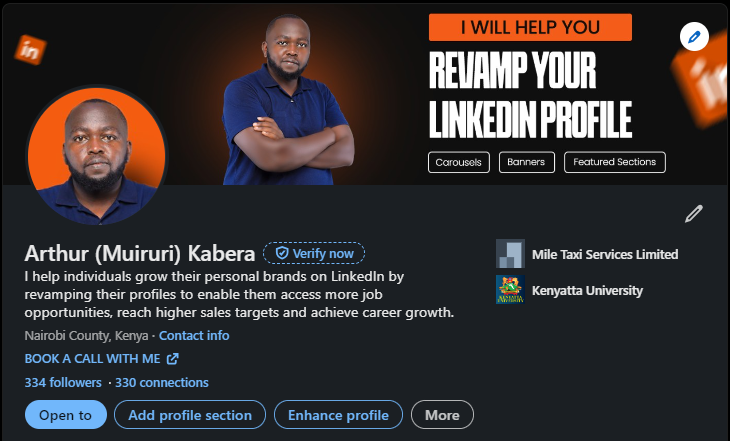 in
I WILL HELP YOU
REVAMP YOUR
LINKEDIN PROFILE
in
Carousels
Banners
Featured Sections
Arthur (Muiruri) Kabera
Verify now
I help individuals grow their personal brands on LinkedIn by
revamping their profiles to enable them access more job
opportunities, reach higher sales targets and achieve career growth.
Nairobi County, Kenya · Contact info
BOOK A CALL WITH ME
334 followers · 330 connections
Open to
Add profile section
Enhance profile
More
Mile Taxi Services Limited
Kenyatta University